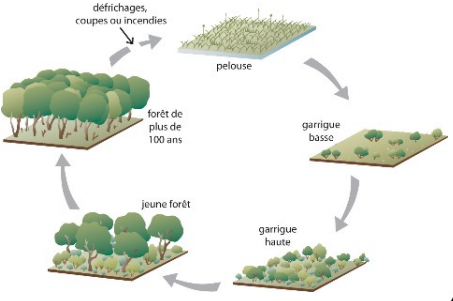 défrichages,
coupes ou incendies
pelouse
garrigue
basse
garrigue
haute
jeune forêt
forêt de
plus de
100 ans